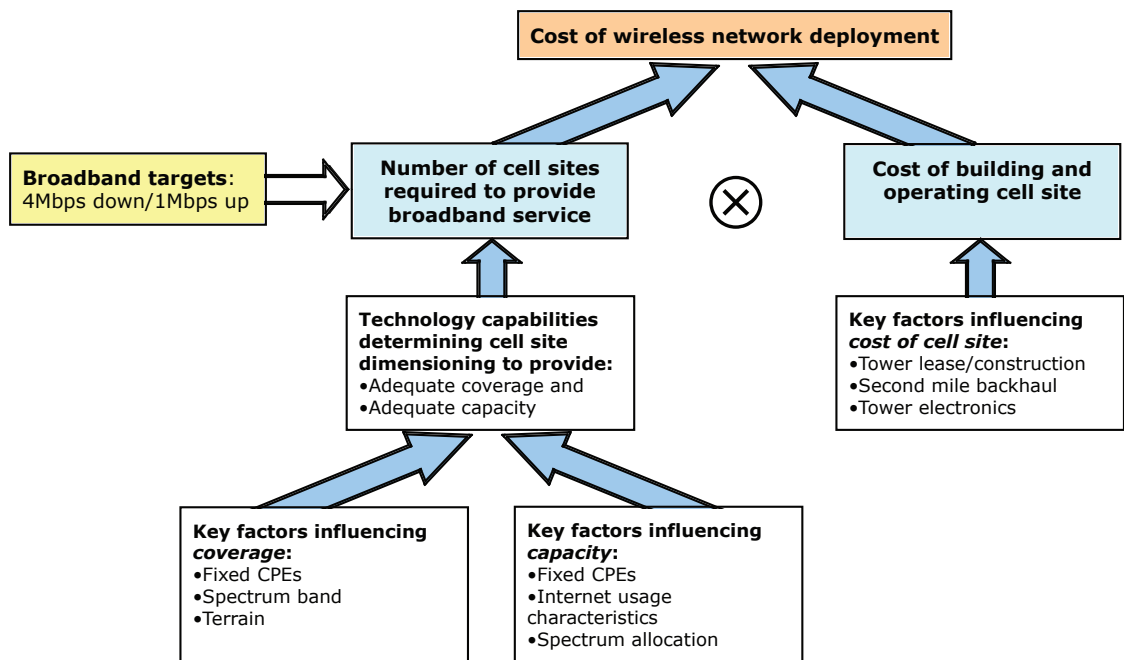 Cost of wireless network deployment
Broadband targets:
4Mbps down/1Mbps up
Number of cell sites
required to provide
broadband service
Cost of building and
operating cell site
Technology capabilities
determining cell site
dimensioning to provide:
•Adequate coverage and
•Adequate capacity
Key factors influencing
cost of cell site:
•Tower lease/construction
•Second mile backhaul
•Tower electronics
Key factors influencing
coverage:
•Fixed CPEs
•Spectrum band
•Terrain
Key factors influencing
capacity:
•Fixed CPEs
•Internet usage
characteristics
•Spectrum allocation